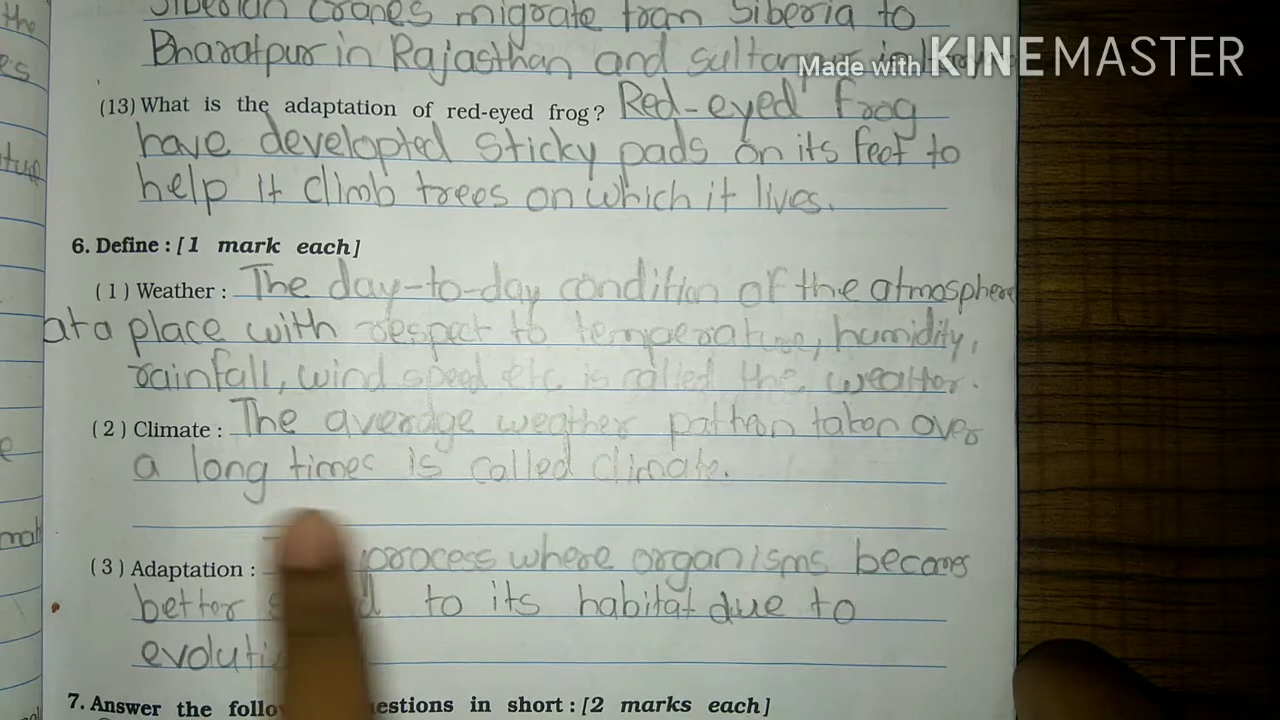 Siberian Cranes migrate from Siberia to
Bharatpur in Rajasthan and sultanpur in
Made with KINEMASTER
(13) What is the adaptation of red-eyed frog? Red-eyed frog
have developted sticky pads on its feet to
help it climb trees on which it lives.
6. Define : [1 mark each]
(1) Weather : The day-to-day condition of the atmosphere
at a place with respect to temperature, humidity,
rainfall, wind speed etc is called the weather.
(2) Climate : The average weather pattern taken over
a long times is called climate.
(3) Adaptation : process where organisms becomes
better to its habitat due to
7. Answer the questions in short : [2 marks each]